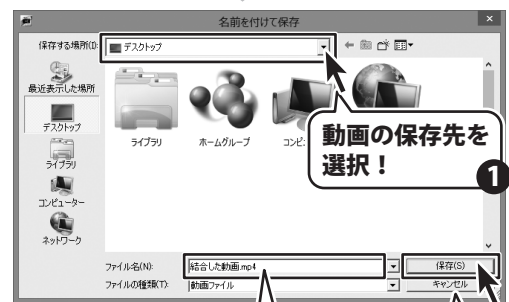 名前を付けて保存
保存する場所(I):
デスクトップ
最近表示した場所
デスクトップ
ライブラリ
コンピューター
ネットワーク
ライブラリ
ホームグループ
動画の保存先を
選択！
1
ファイル名(N):
結合した動画.mp4
保存(S)
ファイルの種類(T):
動画ファイル
キャンセル